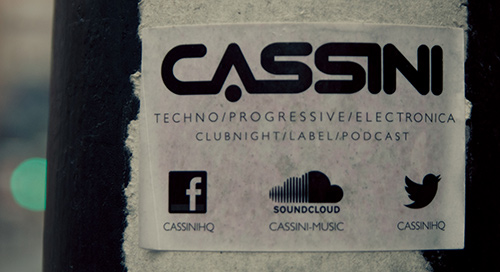 CASSINI
TECHNO/PROGRESSIVE/ELECTRONICA
CLUBNIGHT/LABEL/PODCAST
f
SOUNDCLOUD
CASSINIHQ CASSINI-MUSIC CASSINIHQ